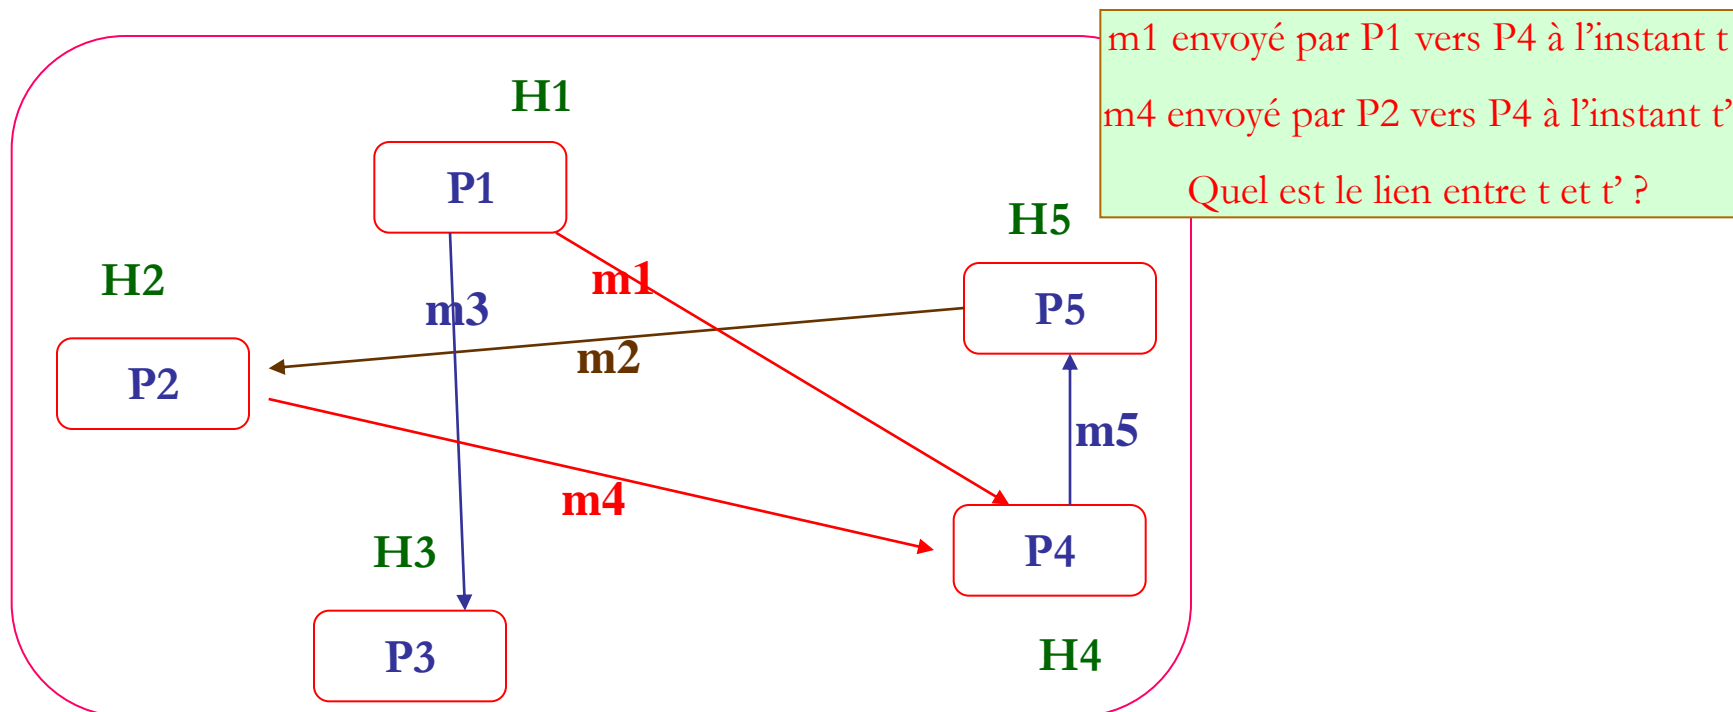 m1 envoyé par P1 vers P4 à l’instant t
m4 envoyé par P2 vers P4 à l’instant t’
Quel est le lien entre t et t’ ?
H1
P1
H5
H2
m1
m3
P5
m2
P2
m5
m4
H3
P4
P3
H4